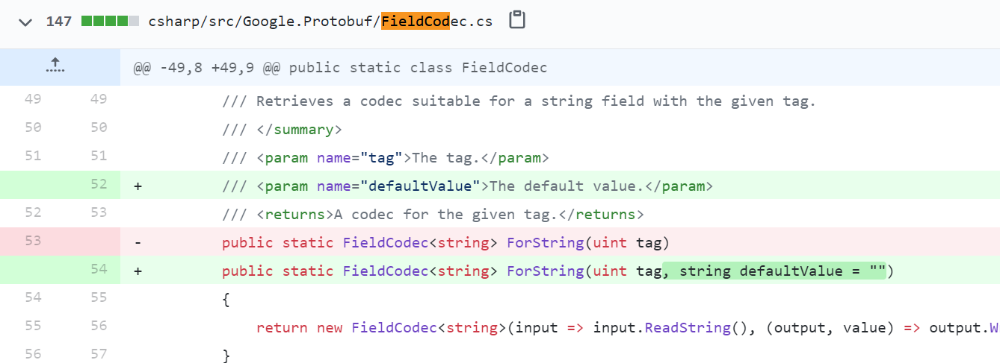 147 csharp/src/Google.Protobuf/FieldCodec.cs
@@ -49,8 +49,9 @@ public static class FieldCodec
49 49 /// Retrieves a codec suitable for a string field with the given tag.
50 50 /// </summary>
51 51 /// <param name="tag">The tag.</param>
52 + /// <param name="defaultValue">The default value.</param>
52 53 /// <returns>A codec for the given tag.</returns>
53 - public static FieldCodec<string> ForString(uint tag)
54 + public static FieldCodec<string> ForString(uint tag, string defaultValue = "")
54 55 {
55 56 return new FieldCodec<string>(input => input.ReadString(), (output, value) => output.W
56 57 }